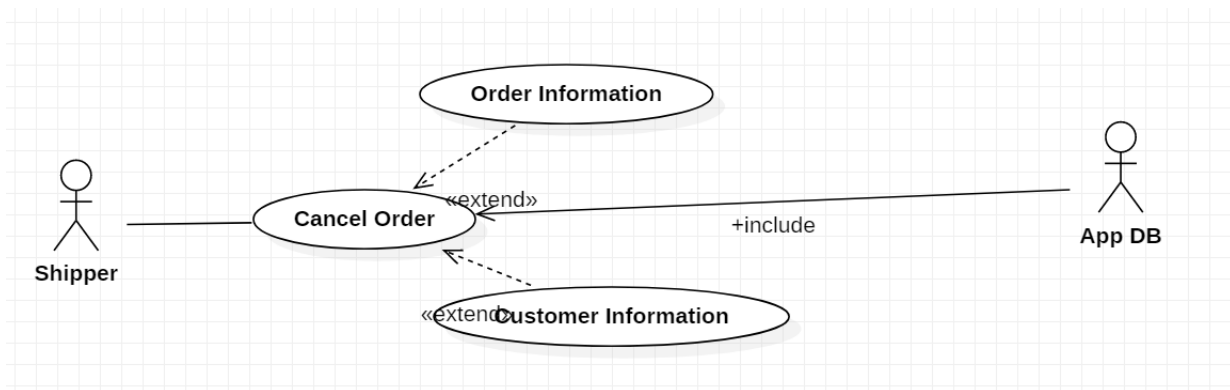 Order Information
«extend»
Cancel Order
+include
App DB
Shipper
«extend»
Customer Information